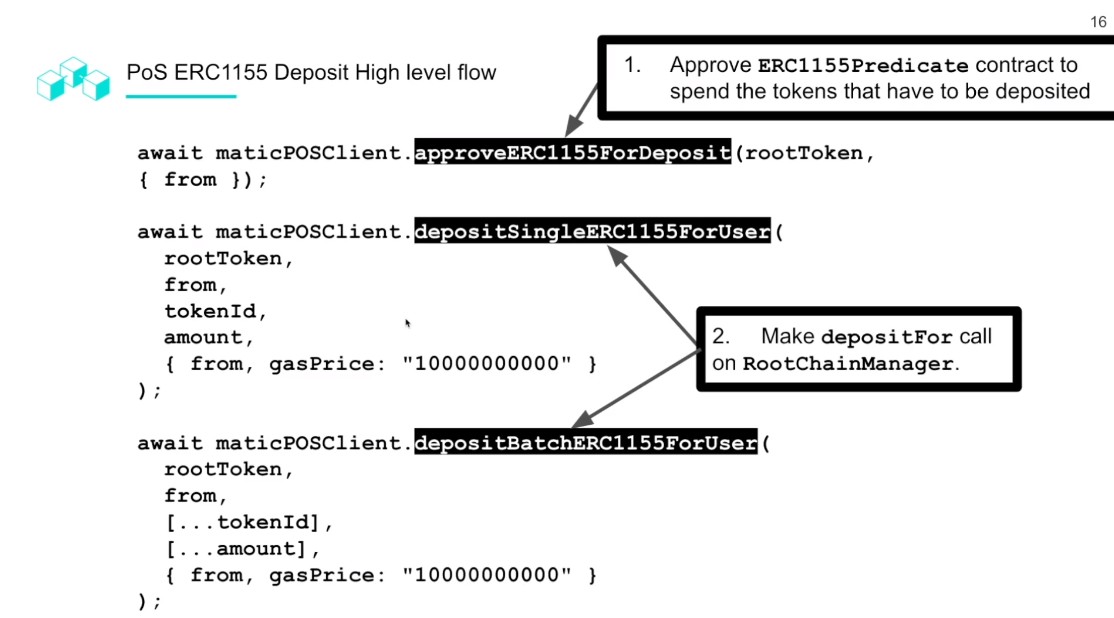 16
PoS ERC1155 Deposit High level flow
1. Approve ERC1155Predicate contract to
spend the tokens that have to be deposited
await maticPOSClient.approveERC1155ForDeposit(rootToken,
{ from });
await maticPOSClient.depositSingleERC1155ForUser(
rootToken,
from,
tokenId,
amount,
{ from, gasPrice: "10000000000" }
);
2. Make depositFor call
on RootChainManager.
await maticPOSClient.depositBatchERC1155ForUser(
rootToken,
from,
[...tokenId],
[...amount],
{ from, gasPrice: "10000000000" }
);